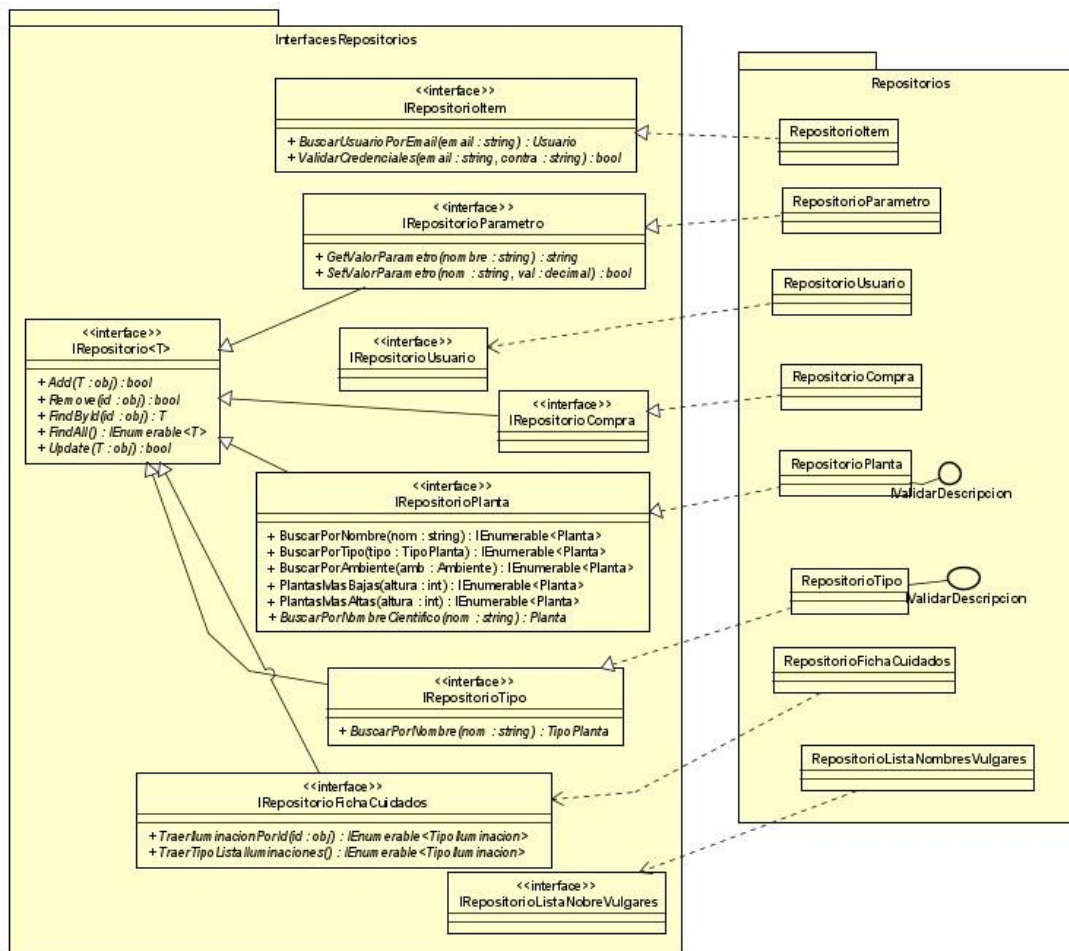 InterfacesRepositorios
<<interface>>
IRepositorioItem
+ BuscarUsuarioPorEmail(email : string) : Usuario
+ ValidarCredenciales(email : string, contra : string) : bool
<<interface>>
IRepositorioParametro
+ GetValorParametro(nombre : string) : string
+ SetValorParametro(nom : string, val : decimal) : bool
<<interface>>
IRepositorio<T>
+ Add(T : obj) : bool
+ Remove(id : obj) : bool
+ FindById(id : obj) : T
+ FindAll() : IEnumerable<T>
+ Update(T : obj) : bool
<<interface>>
IRepositorioUsuario
<<interface>>
IRepositorioCompra
<<interface>>
IRepositorioPlanta
+ BuscarPorNombre(nom : string) : IEnumerable<Planta>
+ BuscarPorTipo(tipo : TipoPlanta) : IEnumerable<Planta>
+ BuscarPorAmbiente(amb : Ambiente) : IEnumerable<Planta>
+ PlantasMasBajas(altura : int) : IEnumerable<Planta>
+ PlantasMasAltas(altura : int) : IEnumerable<Planta>
+ BuscarPorNombreCientifico(nom : string) : Planta
<<interface>>
IRepositorioTipo
+ BuscarPorNombre(nom : string) : TipoPlanta
<<interface>>
IRepositorioFichaCuidados
+ TraerIluminacionPorId(id : obj) : IEnumerable<TipoIluminacion>
+ TraerTipoListaIluminaciones() : IEnumerable<TipoIluminacion>
<<interface>>
IRepositorioListaNobreVulgares
Repositorios
RepositorioItem
RepositorioParametro
RepositorioUsuario
RepositorioCompra
RepositorioPlanta
IValidarDescripcion
RepositorioTipo
IValidarDescripcion
RepositorioFichaCuidados
RepositorioListaNombresVulgares